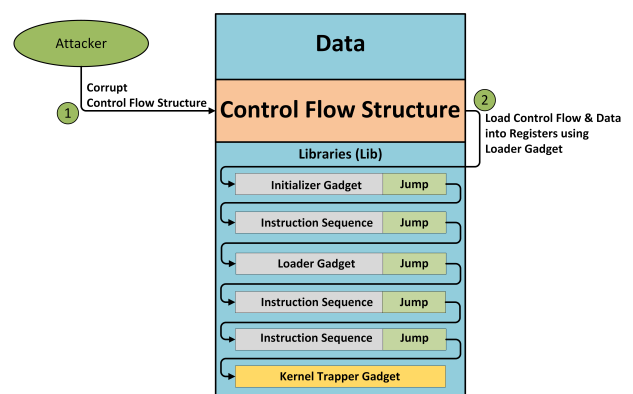 Attacker
Data
1
Corrupt
Control Flow Structure
Control Flow Structure
2
Load Control Flow & Data
into Registers using
Loader Gadget
Libraries (Lib)
Initializer Gadget Jump
Instruction Sequence Jump
Loader Gadget Jump
Instruction Sequence Jump
Instruction Sequence Jump
Kernel Trapper Gadget